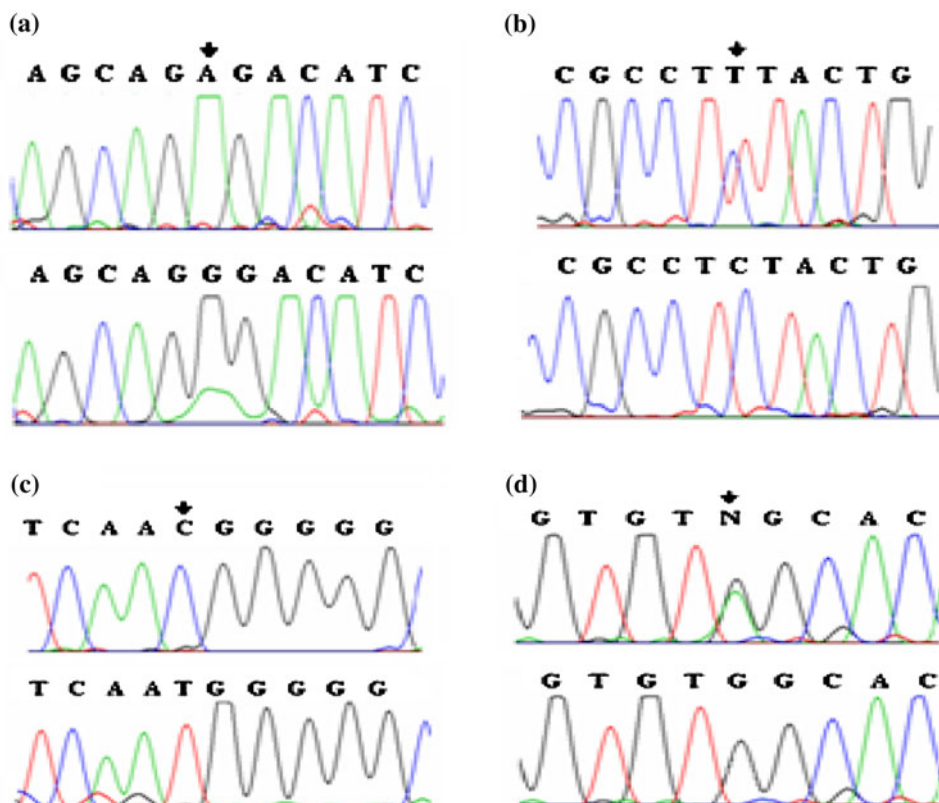 (a)
A G C A G A G A C A T C
A G C A G G G A C A T C
(b)
C G C C T T T A C T G
C G C C T C T A C T G
(c)
T C A A C G G G G G
T C A A T G G G G G
(d)
G T G T N G C A C
G T G T G G C A C